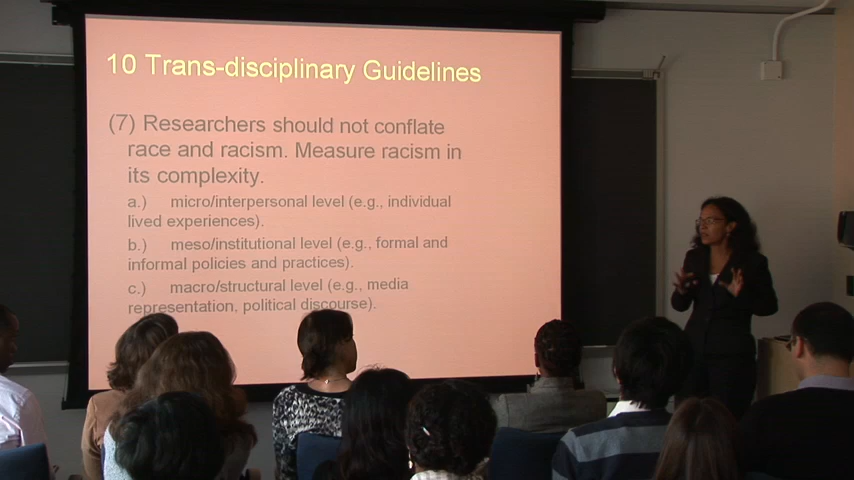 10 Trans-disciplinary Guidelines
(7) Researchers should not conflate
race and racism. Measure racism in
its complexity.
a.) micro/interpersonal level (e.g., individual
lived experiences).
b.) meso/institutional level (e.g., formal and
informal policies and practices).
c.) macro/structural level (e.g., media
representation, political discourse).